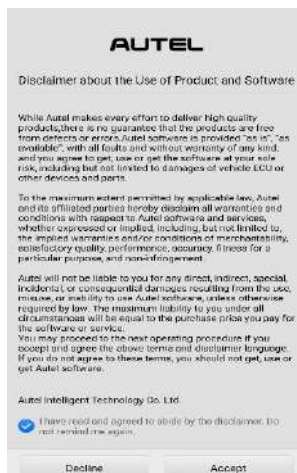 AUTEL
Disclaimer about the Use of Product and Software
While Autel makes every effort to deliver high quality
products,there is no guarantee that the products are free
from defects or errors.Autel software is provided "as is", "as
available", with all faults and without warranty of any kind.
and you agree to get, use or get the software at your sole
risk, including but not limited to damages of vehicle ECU or
other devices and parts.
To the maximum extent permitted by applicable law, Autel
and its affiliated parties hereby disclaim all warranties and
conditions with respect to Autel software and services,
whether expressed or implied, including, but not limited to,
the implied warranties and/or conditions of merchantability,
satisfactory quality, performance, accuracy, fitness for a
particular purpose, and non-infringement.
Autel will not be liable to you for any direct, indirect, special,
incidental, or consequential damages resulting from the use,
misuse, or inability to use Autel software, unless otherwise
required by law. The maximum liability to you under all
circumstances will be equal to the purchase price you pay for
the software or service.
You may proceed to the next operating procedure if you
accept and agree the above terms and disclaimer language.
If you do not agree to these terms, you should not get, use or
get Autel software.
Autel Intelligent Technology Co. Ltd.
I have read and agreed to abide by the disclaimer. Do
not remind me again.
Decline
Accept